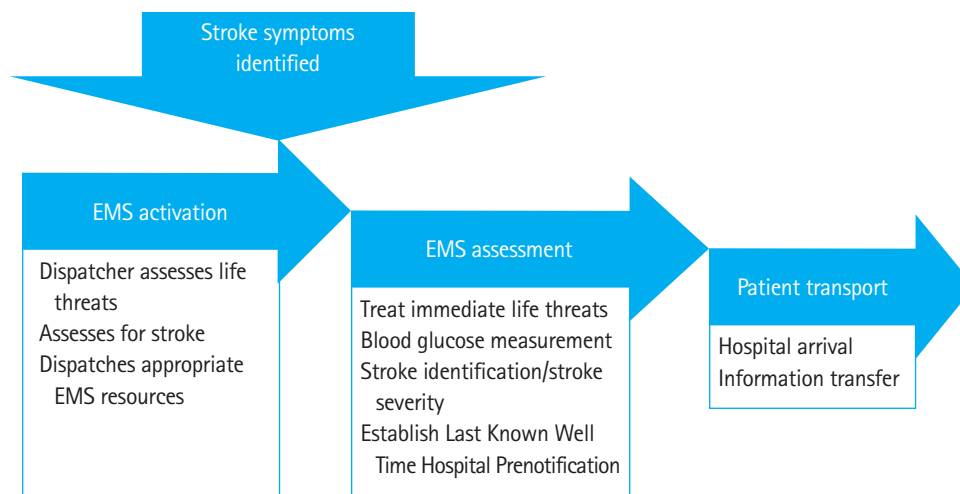 Stroke symptoms
identified
EMS activation
Dispatcher assesses life
threats
Assesses for stroke
Dispatches appropriate
EMS resources
EMS assessment
Treat immediate life threats
Blood glucose measurement
Stroke identification/stroke
severity
Establish Last Known Well
Time Hospital Prenotification
Patient transport
Hospital arrival
Information transfer